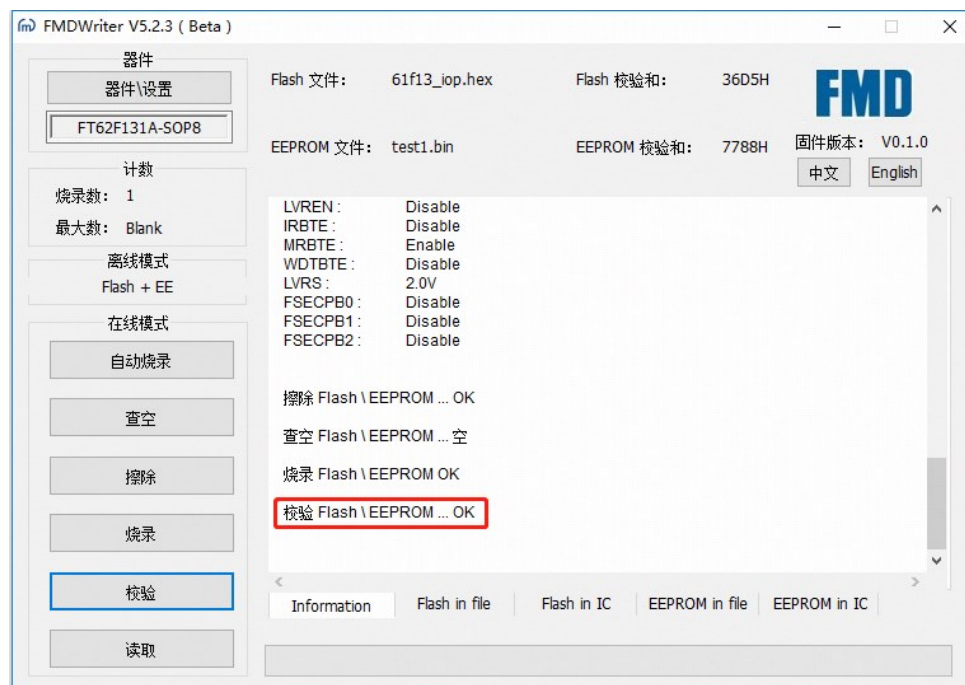 FMDWriter V5.2.3 ( Beta )
器件
器件\设置
FT62F131A-SOP8
计数
烧录数： 1
最大数： Blank
离线模式
Flash + EE
在线模式
自动烧录
查空
擦除
烧录
校验
读取
Flash 文件： 61f13_iop.hex Flash 校验和： 36D5H
EEPROM 文件： test1.bin EEPROM 校验和： 7788H
FMD
固件版本： V0.1.0
中文 English
LVREN : Disable
IRBTE : Disable
MRBTE : Enable
WDTBTE : Disable
LVRS : 2.0V
FSECPB0 : Disable
FSECPB1 : Disable
FSECPB2 : Disable
擦除 Flash \ EEPROM ... OK
查空 Flash \ EEPROM ... 空
烧录 Flash \ EEPROM OK
校验 Flash \ EEPROM ... OK
Information Flash in file Flash in IC EEPROM in file EEPROM in IC